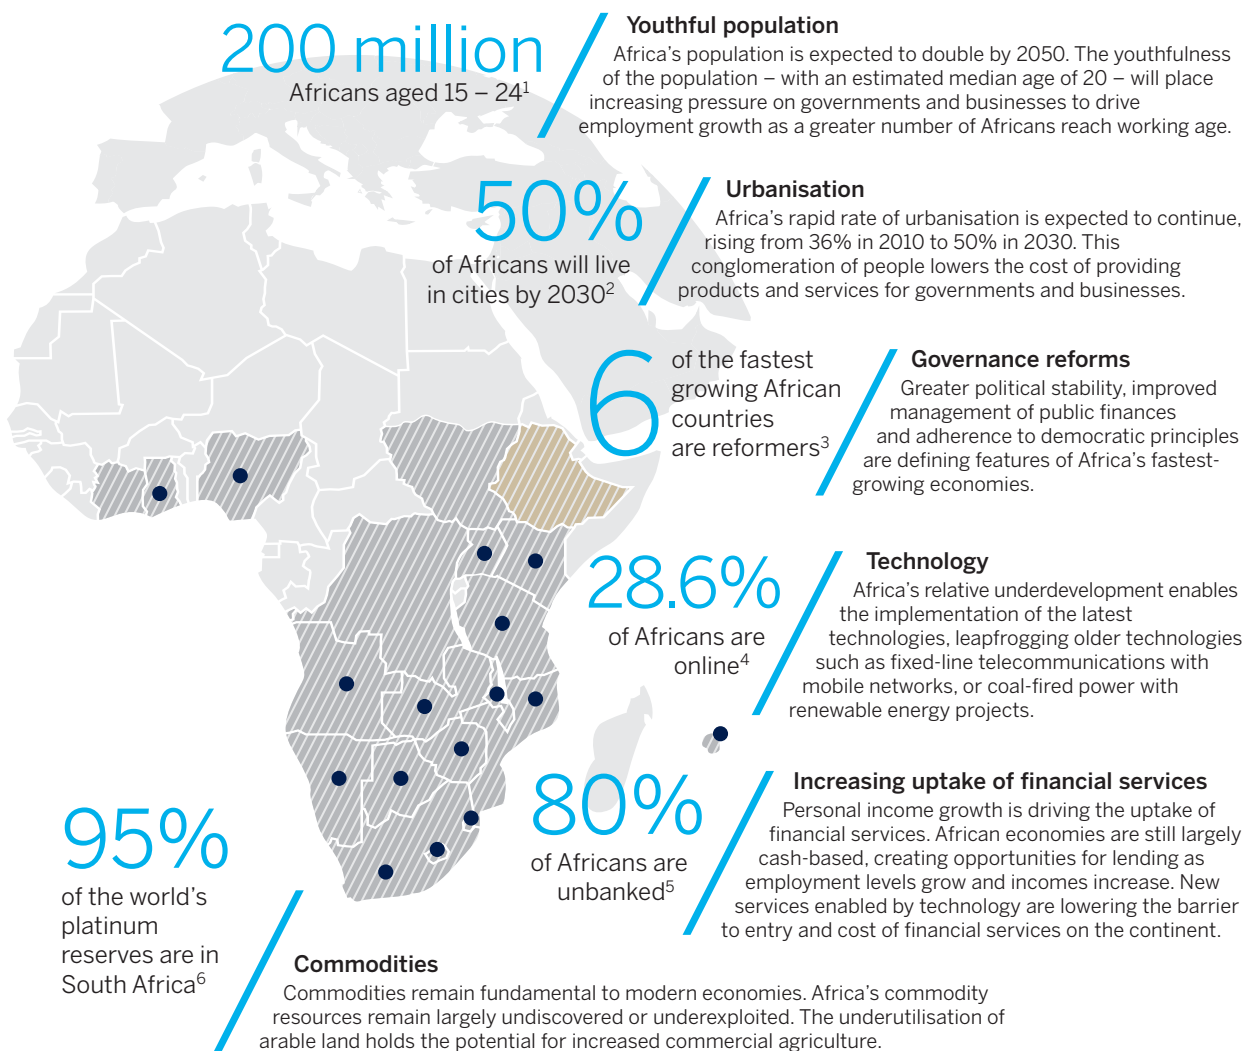 200 million
Africans aged 15 – 24¹
Youthful population
Africa’s population is expected to double by 2050. The youthfulness
of the population – with an estimated median age of 20 – will place
increasing pressure on governments and businesses to drive
employment growth as a greater number of Africans reach working age.
50%
of Africans will live
in cities by 2030²
Urbanisation
Africa’s rapid rate of urbanisation is expected to continue,
rising from 36% in 2010 to 50% in 2030. This
conglomeration of people lowers the cost of providing
products and services for governments and businesses.
6
of the fastest
growing African
countries
are reformers³
Governance reforms
Greater political stability, improved
management of public finances
and adherence to democratic principles
are defining features of Africa’s fastest-
growing economies.
28.6%
of Africans are
online⁴
Technology
Africa’s relative underdevelopment enables
the implementation of the latest
technologies, leapfrogging older technologies
such as fixed-line telecommunications with
mobile networks, or coal-fired power with
renewable energy projects.
80%
of Africans are
unbanked⁵
Increasing uptake of financial services
Personal income growth is driving the uptake of
financial services. African economies are still largely
cash-based, creating opportunities for lending as
employment levels grow and incomes increase. New
services enabled by technology are lowering the barrier
to entry and cost of financial services on the continent.
95%
of the world’s
platinum
reserves are in
South Africa⁶
Commodities
Commodities remain fundamental to modern economies. Africa’s commodity
resources remain largely undiscovered or underexploited. The underutilisation of
arable land holds the potential for increased commercial agriculture.